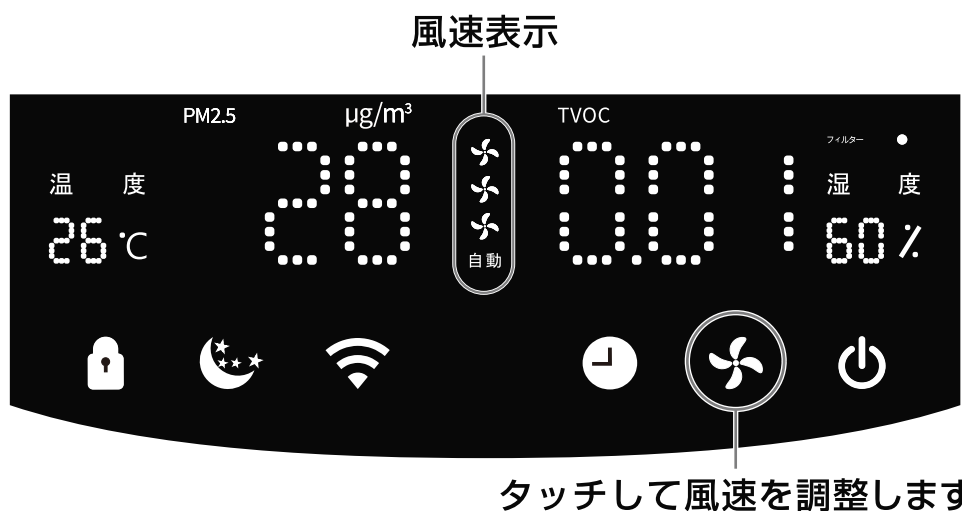 風速表示
PM2.5 μg/m³ TVOC
フィルター
温度 28 0.01 湿度
26℃ 自動 60%
タッチして風速を調整します